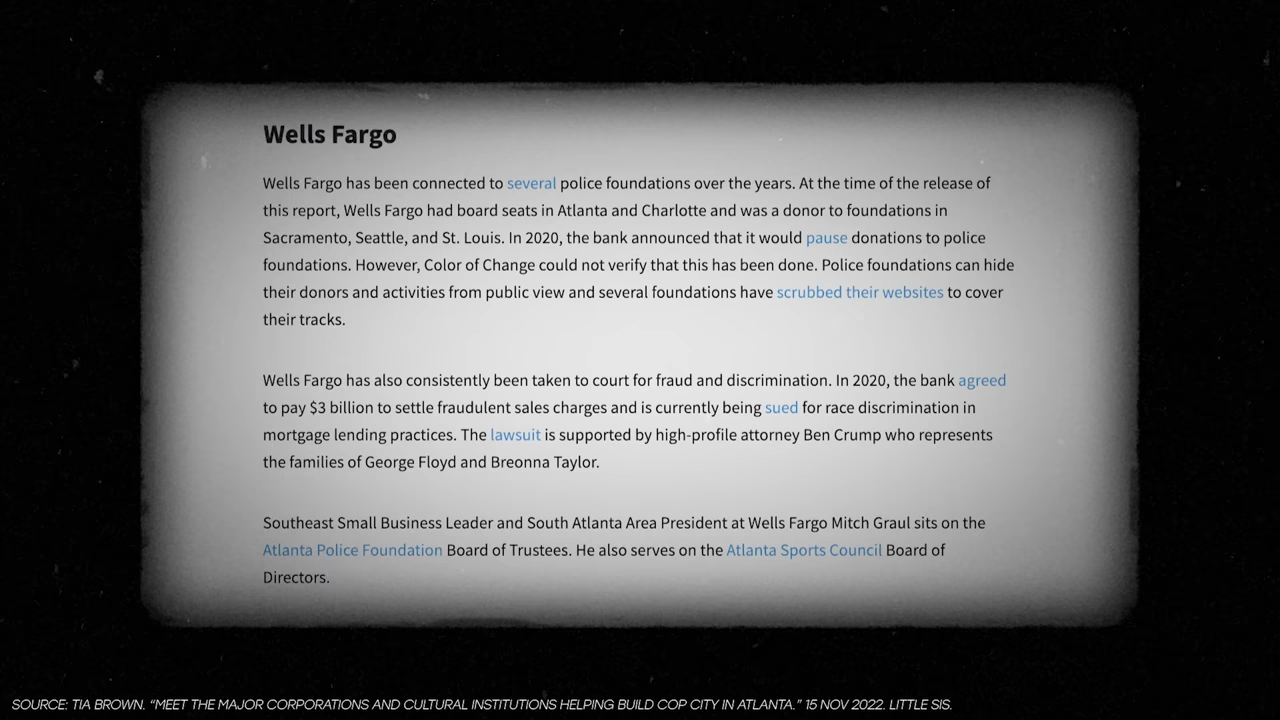 Wells Fargo
Wells Fargo has been connected to several police foundations over the years. At the time of the release of
this report, Wells Fargo had board seats in Atlanta and Charlotte and was a donor to foundations in
Sacramento, Seattle, and St. Louis. In 2020, the bank announced that it would pause donations to police
foundations. However, Color of Change could not verify that this has been done. Police foundations can hide
their donors and activities from public view and several foundations have scrubbed their websites to cover
their tracks.
Wells Fargo has also consistently been taken to court for fraud and discrimination. In 2020, the bank agreed
to pay $3 billion to settle fraudulent sales charges and is currently being sued for race discrimination in
mortgage lending practices. The lawsuit is supported by high-profile attorney Ben Crump who represents
the families of George Floyd and Breonna Taylor.
Southeast Small Business Leader and South Atlanta Area President at Wells Fargo Mitch Graul sits on the
Atlanta Police Foundation Board of Trustees. He also serves on the Atlanta Sports Council Board of
Directors.
SOURCE: TIA BROWN. “MEET THE MAJOR CORPORATIONS AND CULTURAL INSTITUTIONS HELPING BUILD COP CITY IN ATLANTA.” 15 NOV 2022. LITTLE SIS.